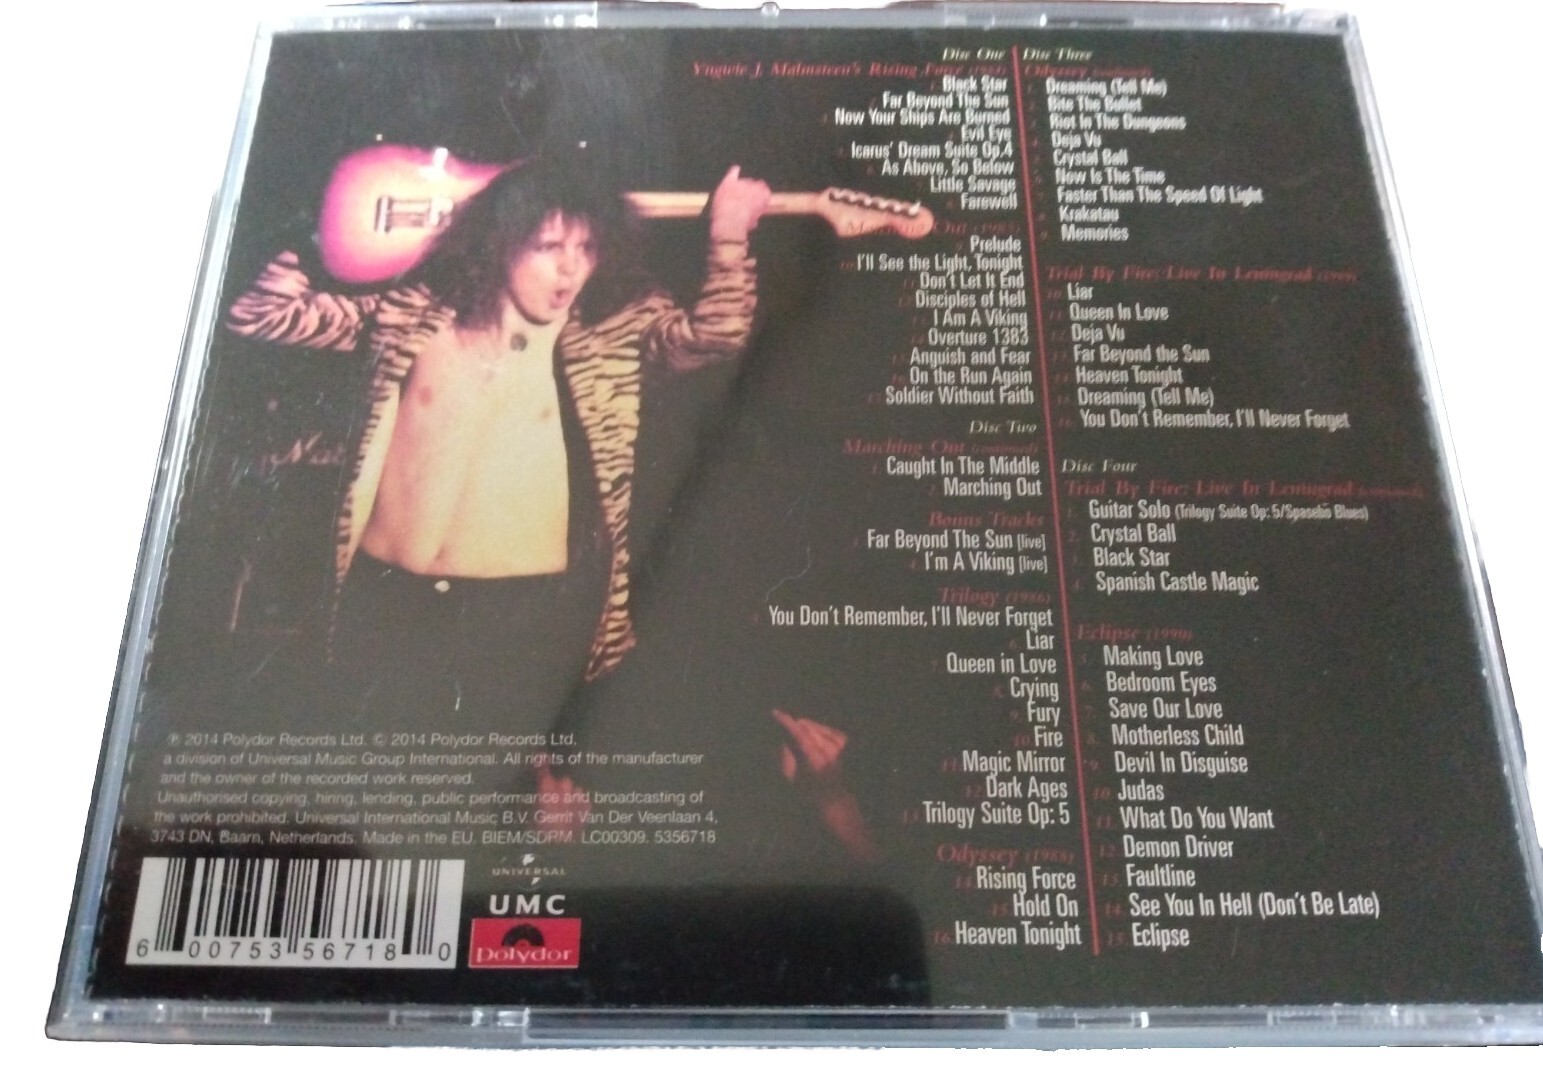 Disc One
Yngwie J. Malmsteen's Rising Force (1984)
1. Black Star
2. Far Beyond The Sun
3. Now Your Ships Are Burned
4. Evil Eye
5. Icarus' Dream Suite Op.4
6. As Above, So Below
7. Little Savage
8. Farewell
Marching Out (1985)
9. Prelude
10. I'll See the Light, Tonight
11. Don't Let It End
12. Disciples of Hell
13. I Am A Viking
14. Overture 1383
15. Anguish and Fear
16. On the Run Again
17. Soldier Without Faith
Disc Two
Marching Out (continued)
1. Caught In The Middle
2. Marching Out
Bonus Tracks
3. Far Beyond The Sun [live]
4. I'm A Viking [live]
Trilogy (1986)
5. You Don't Remember, I'll Never Forget
6. Liar
7. Queen in Love
8. Crying
9. Fury
10. Fire
11. Magic Mirror
12. Dark Ages
13. Trilogy Suite Op: 5
Odyssey (1988)
14. Rising Force
15. Hold On
16. Heaven Tonight
Disc Three
Odyssey (continued)
1. Dreaming (Tell Me)
2. Bite The Bullet
3. Riot In The Dungeons
4. Deja Vu
5. Crystal Ball
6. Now Is The Time
7. Faster Than The Speed Of Light
8. Krakatau
9. Memories
Trial By Fire: Live In Leningrad (1989)
10. Liar
11. Queen In Love
12. Deja Vu
13. Far Beyond the Sun
14. Heaven Tonight
15. Dreaming (Tell Me)
16. You Don't Remember, I'll Never Forget
Disc Four
Trial By Fire: Live In Leningrad (continued)
1. Guitar Solo (Trilogy Suite Op: 5/Spasebo Blues)
2. Crystal Ball
3. Black Star
4. Spanish Castle Magic
Eclipse (1990)
5. Making Love
6. Bedroom Eyes
7. Save Our Love
8. Motherless Child
9. Devil In Disguise
10. Judas
11. What Do You Want
12. Demon Driver
13. Faultline
14. See You In Hell (Don't Be Late)
15. Eclipse
℗ 2014 Polydor Records Ltd. © 2014 Polydor Records Ltd,
a division of Universal Music Group International. All rights of the manufacturer
and the owner of the recorded work reserved.
Unauthorised copying, hiring, lending, public performance and broadcasting of
the work prohibited. Universal International Music B.V. Gerrit Van Der Veenlaan 4,
3743 DN, Baarn, Netherlands. Made in the EU. BIEM/SDRM. LC00309. 5356718
6 00753 56718 0
UNIVERSAL
UMC
Polydor